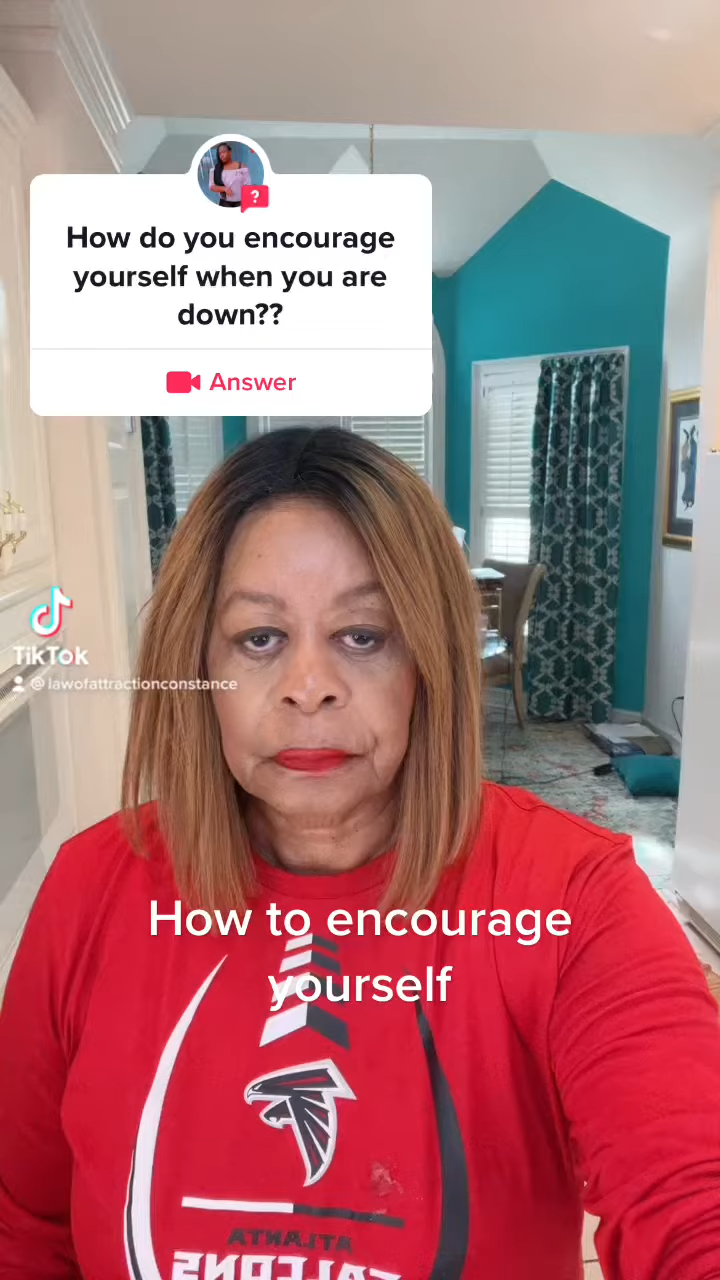 ?
How do you encourage
yourself when you are
down??
Answer
TikTok
@lawofattractionconstance
How to encourage
yourself
ATLANTA
FALCONS